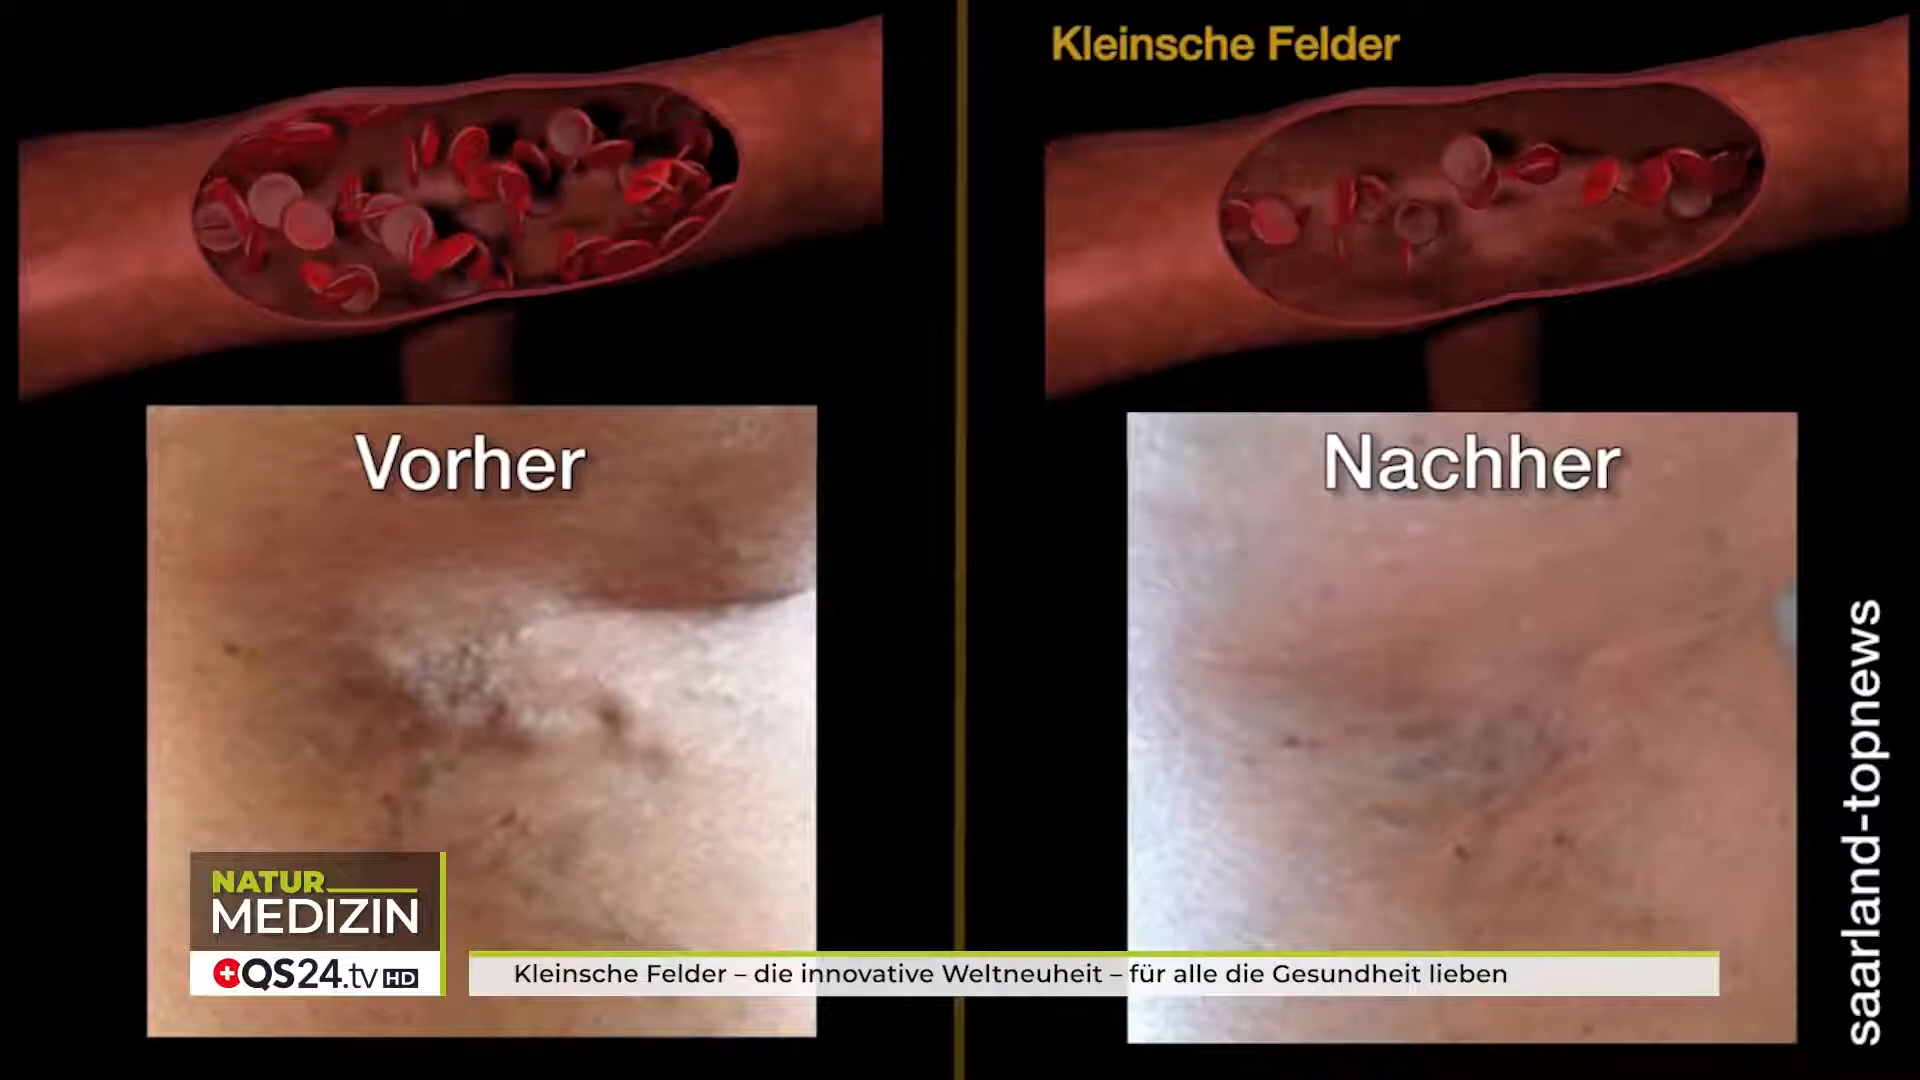 Kleinsche Felder
Vorher
Nachher
NATUR
MEDIZIN
QS24.tv HD
Kleinsche Felder – die innovative Weltneuheit – für alle die Gesundheit lieben
saarland-topnews